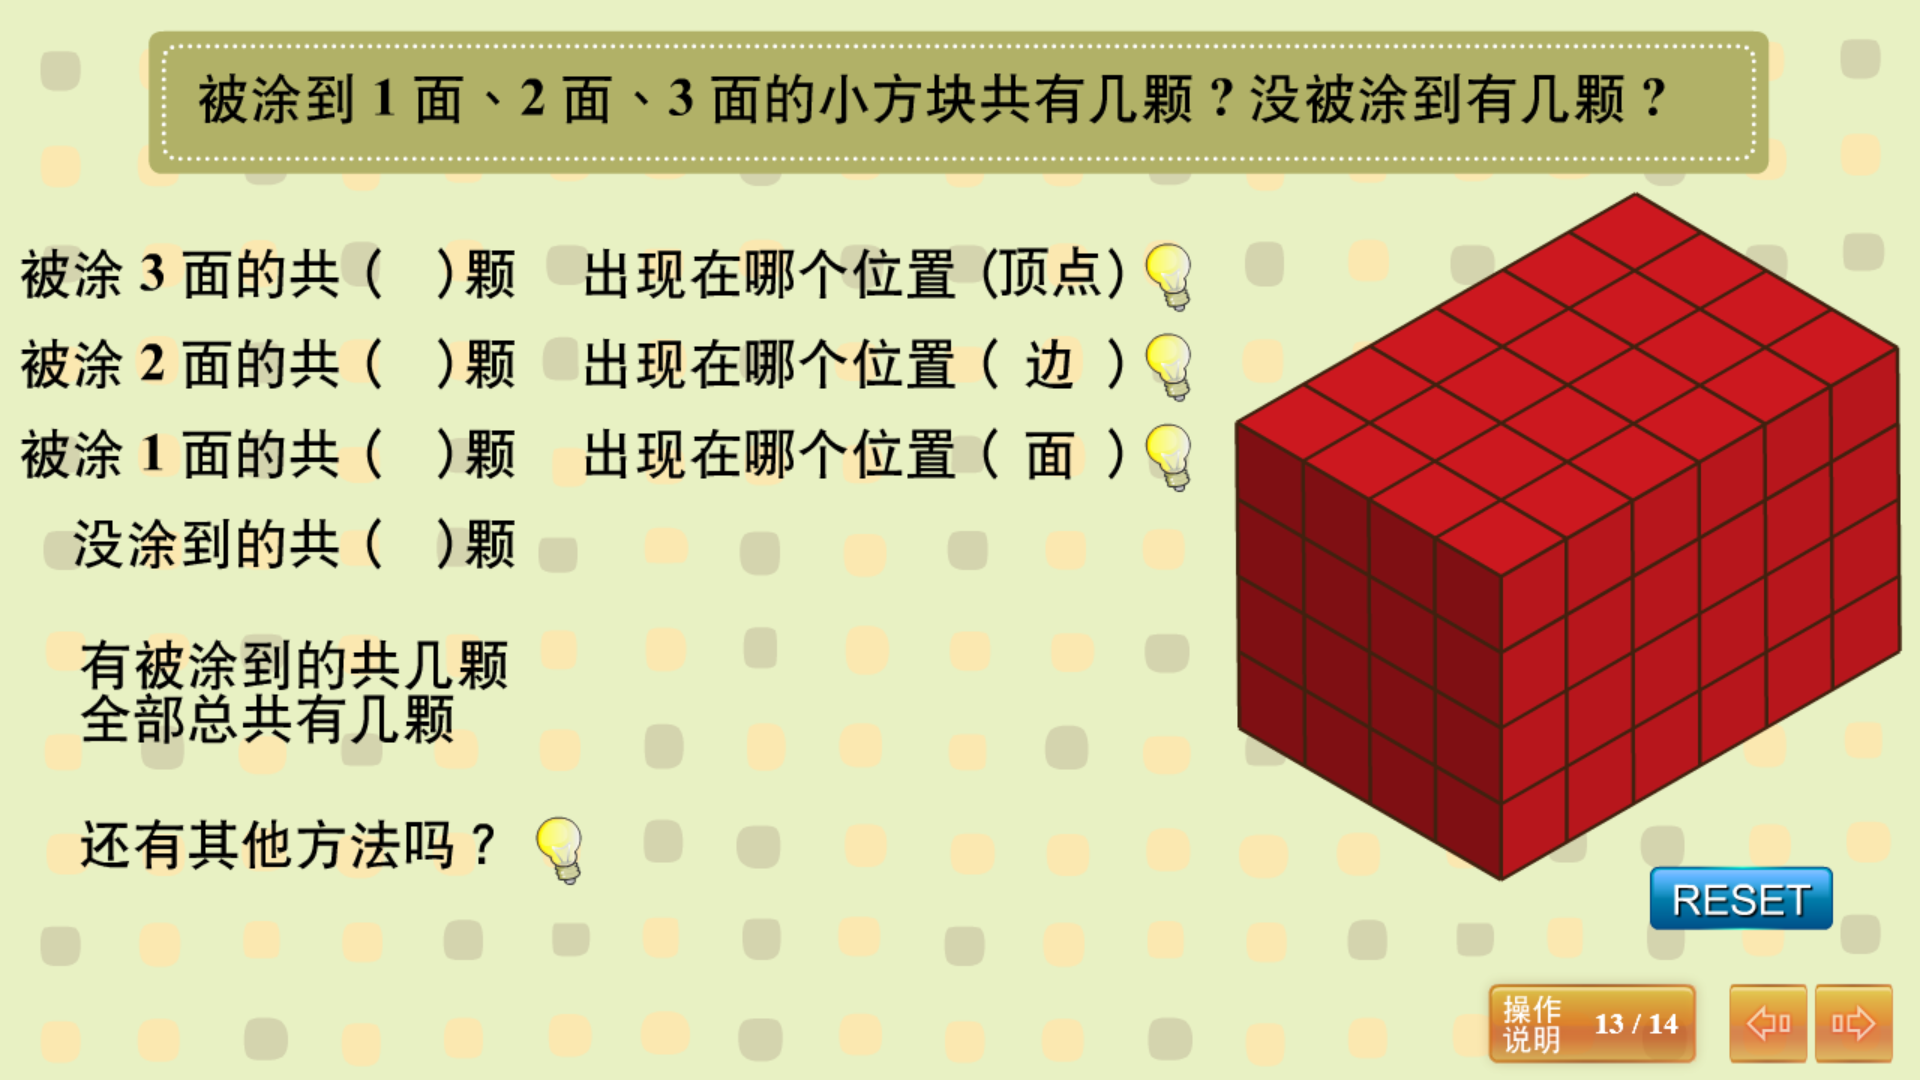 被涂到 1 面、2 面、3 面的小方块共有几颗？没被涂到有几颗？
被涂 3 面的共（ ）颗 出现在哪个位置（顶点）
被涂 2 面的共（ ）颗 出现在哪个位置（ 边 ）
被涂 1 面的共（ ）颗 出现在哪个位置（ 面 ）
没涂到的共（ ）颗
有被涂到的共几颗
全部总共有几颗
还有其他方法吗？
RESET
操作
说明
13 / 14